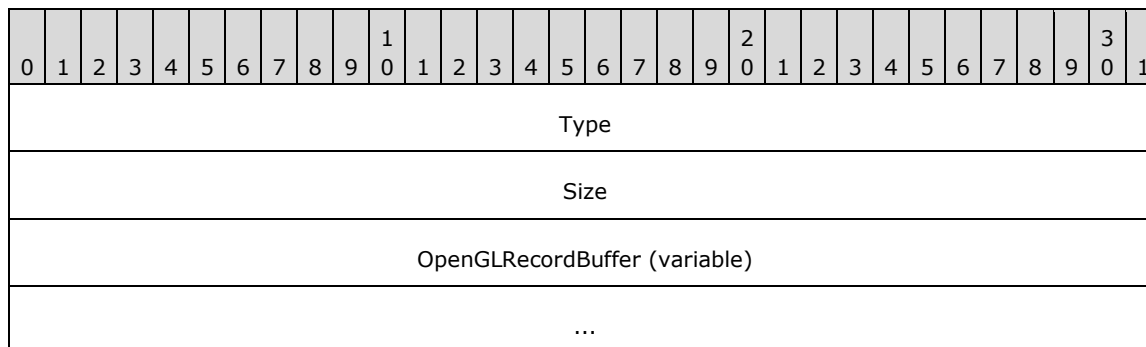 1 2 3
0 1 2 3 4 5 6 7 8 9 0 1 2 3 4 5 6 7 8 9 0 1 2 3 4 5 6 7 8 9 0 1
Type
Size
OpenGLRecordBuffer (variable)
...